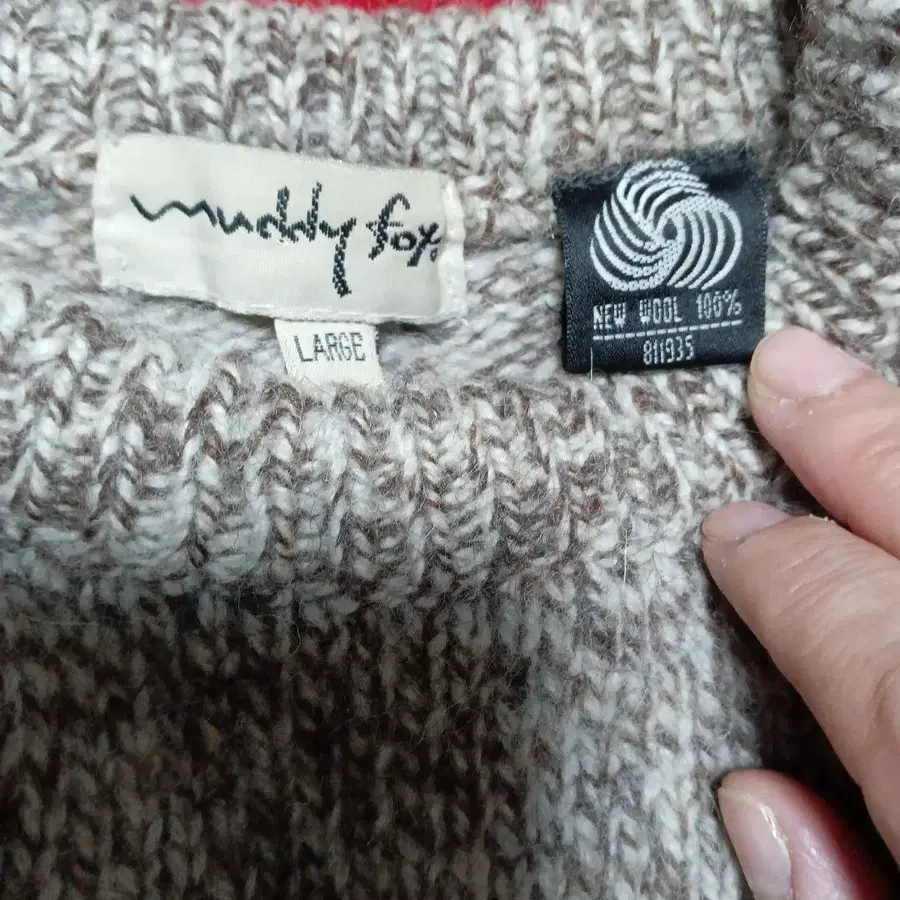 muddy fox
LARGE
NEW WOOL 100%
811935